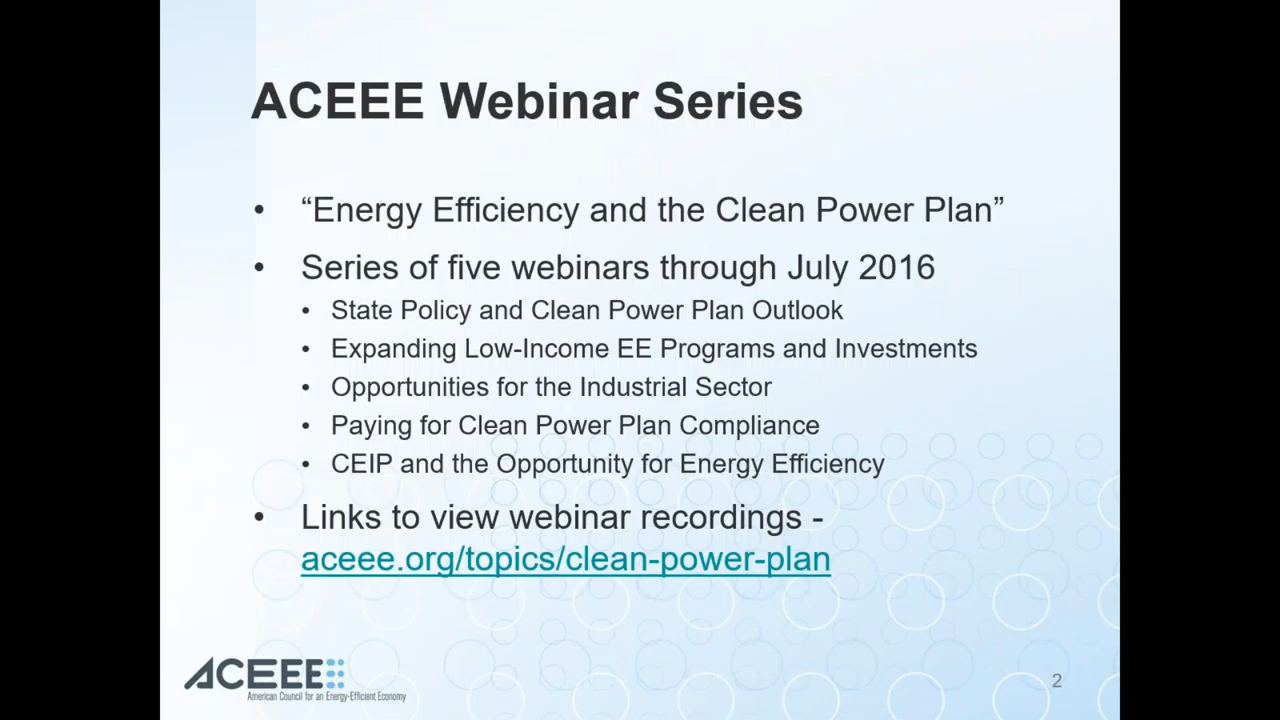 ACEEE Webinar Series
• “Energy Efficiency and the Clean Power Plan”
• Series of five webinars through July 2016
• State Policy and Clean Power Plan Outlook
• Expanding Low-Income EE Programs and Investments
• Opportunities for the Industrial Sector
• Paying for Clean Power Plan Compliance
• CEIP and the Opportunity for Energy Efficiency
• Links to view webinar recordings -
aceee.org/topics/clean-power-plan
ACEEE
American Council for an Energy-Efficient Economy
2